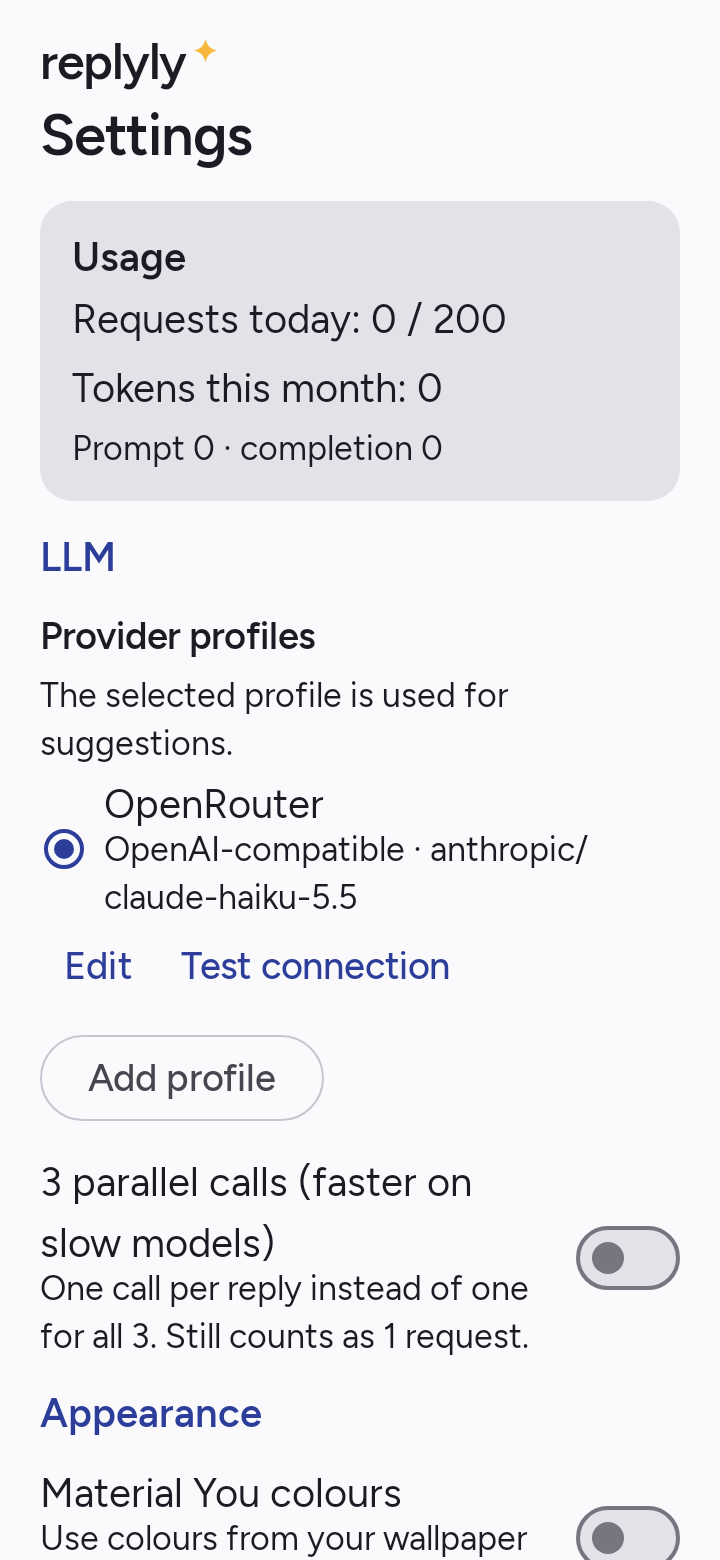 replyly
Settings
Usage
Requests today: 0 / 200
Tokens this month: 0
Prompt 0 · completion 0
LLM
Provider profiles
The selected profile is used for
suggestions.
OpenRouter
OpenAI-compatible · anthropic/
claude-haiku-5.5
Edit Test connection
Add profile
3 parallel calls (faster on
slow models)
One call per reply instead of one
for all 3. Still counts as 1 request.
Appearance
Material You colours
Use colours from your wallpaper